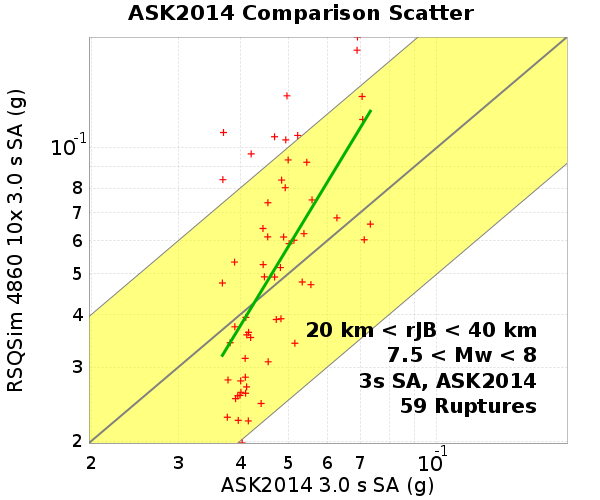 ASK2014 Comparison Scatter
RSQSim 4860 10x 3.0 s SA (g)
10-1
8
7
6
5
4
3
2
20 km < rJB < 40 km
7.5 < Mw < 8
3s SA, ASK2014
59 Ruptures
2 3 4 5 6 7 10-1
ASK2014 3.0 s SA (g)